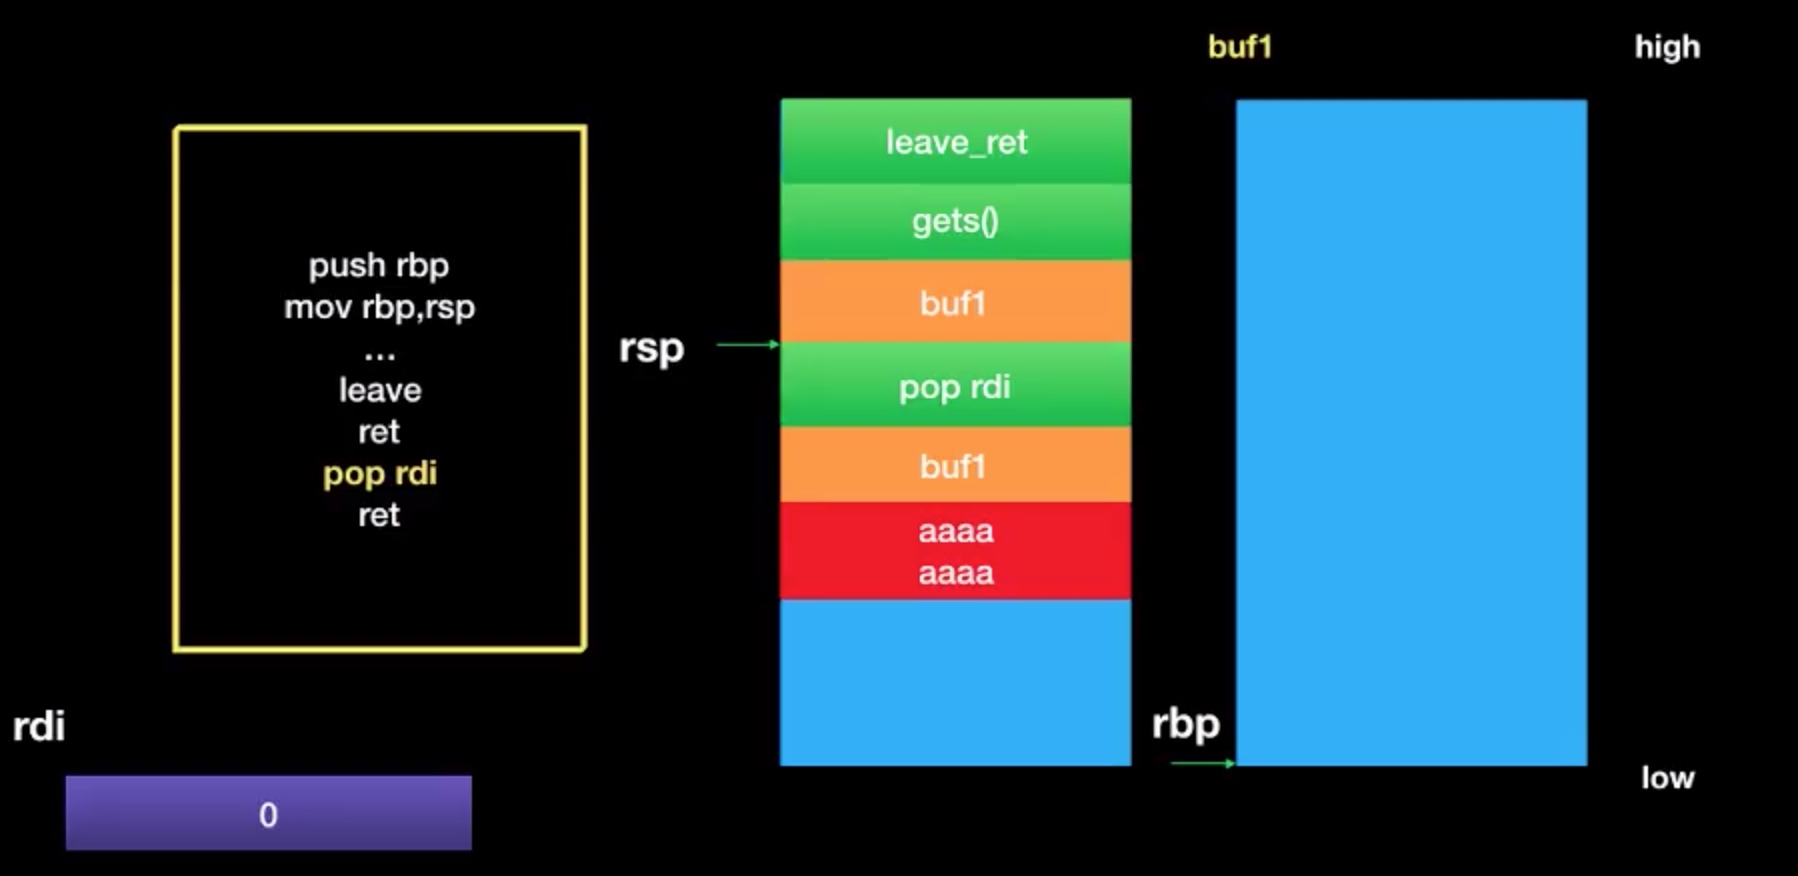 buf1
high
leave_ret
gets()
buf1
pop rdi
buf1
aaaa
aaaa
push rbp
mov rbp,rsp
...
leave
ret
pop rdi
ret
rsp
rbp
low
rdi
0